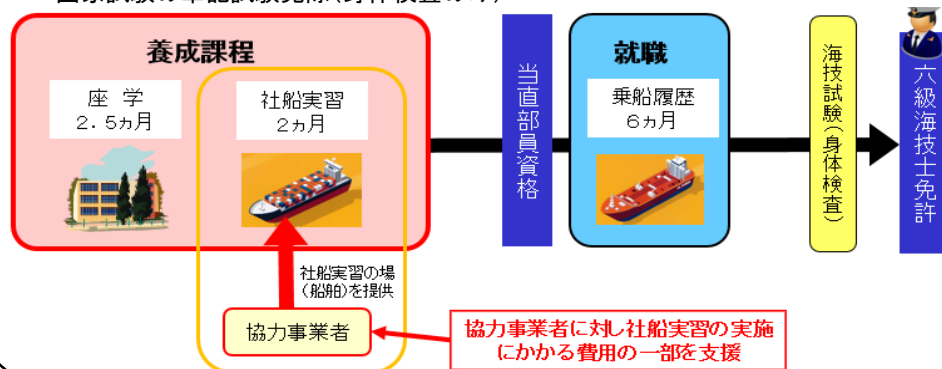 養成課程
座 学
2.5ヵ月
社船実習
2ヵ月
当直部員資格
就職
乗船履歴
6ヵ月
海技試験(身体検査)
六級海技士免許
社船実習の場
(船舶)を提供
協力事業者
協力事業者に対し社船実習の実施
にかかる費用の一部を支援